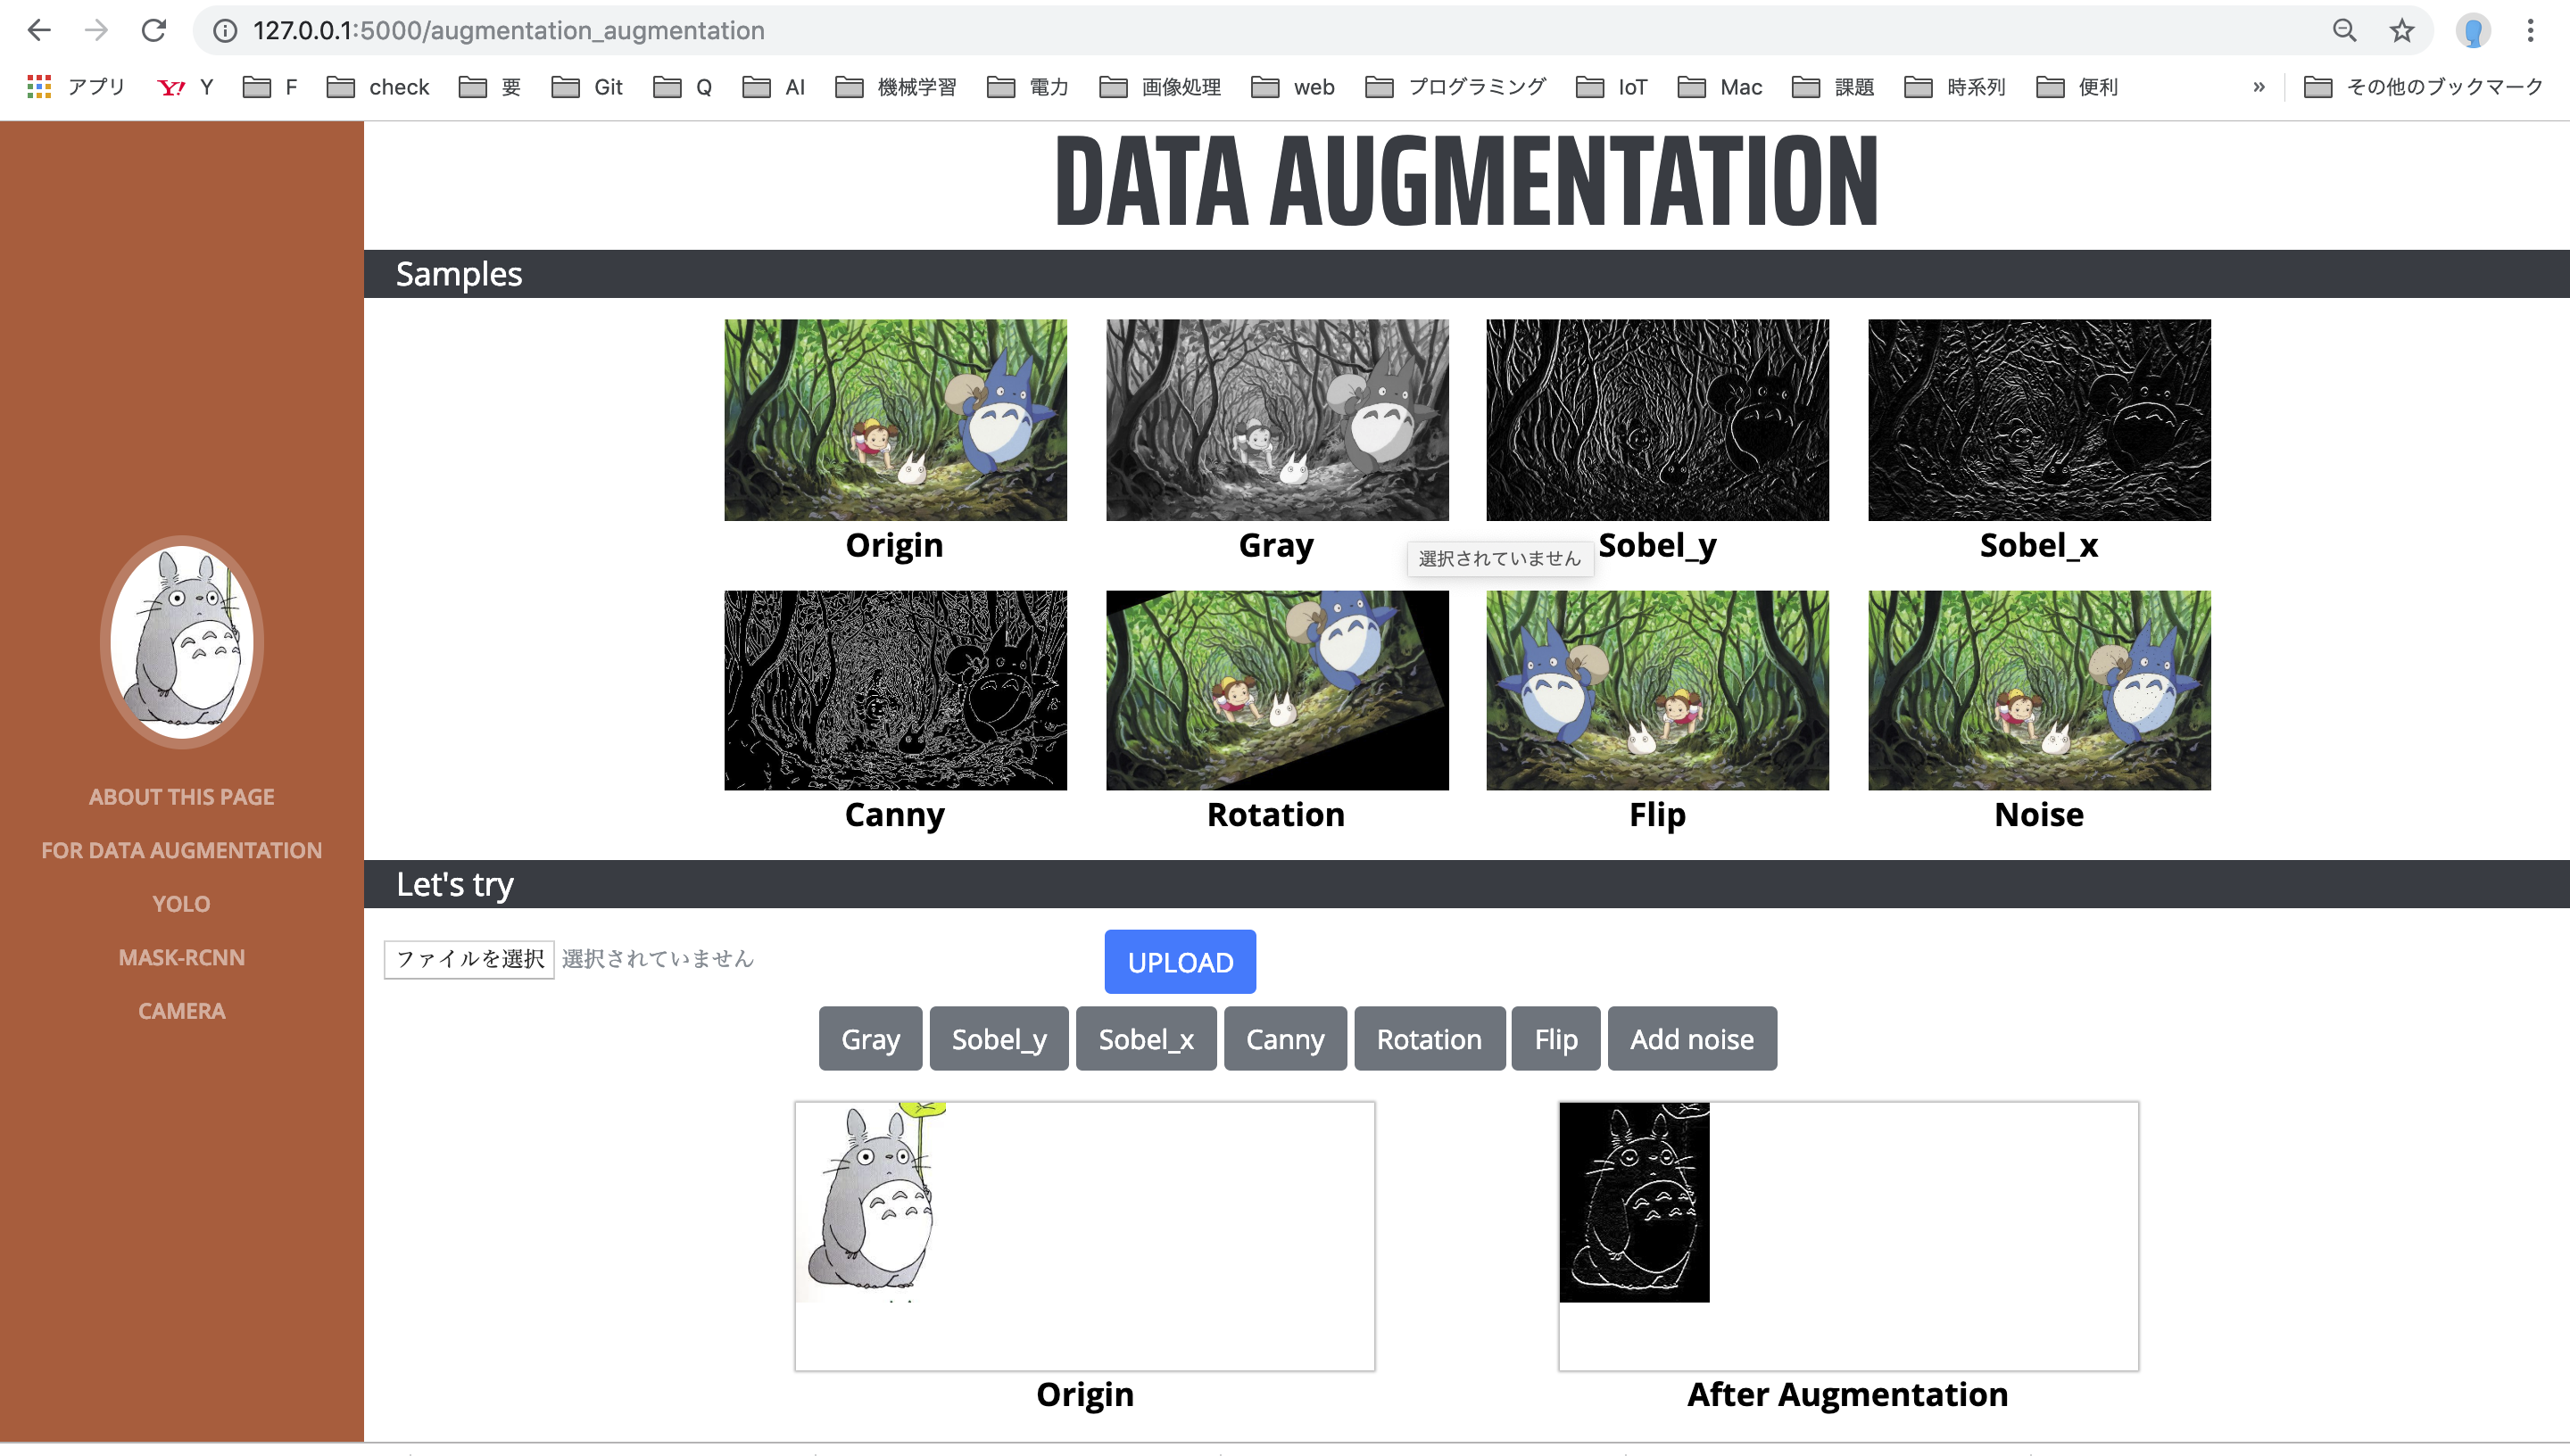 127.0.0.1:5000/augmentation_augmentation
アプリ Y! Y F check 要 Git Q AI 機械学習 電力 画像処理 web プログラミング IoT Mac 課題 時系列 便利 » その他のブックマーク
DATA AUGMENTATION
Samples
Origin Gray Sobel_y Sobel_x
選択されていません
Canny Rotation Flip Noise
ABOUT THIS PAGE
FOR DATA AUGMENTATION
YOLO
MASK-RCNN
CAMERA
Let's try
ファイルを選択 選択されていません UPLOAD
Gray Sobel_y Sobel_x Canny Rotation Flip Add noise
Origin After Augmentation